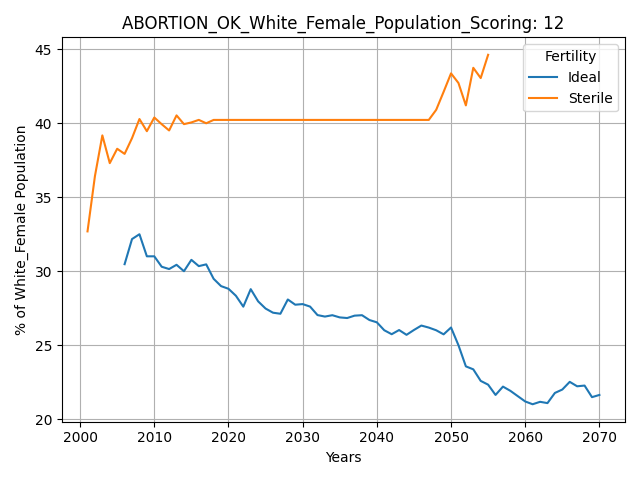 ABORTION_OK_White_Female_Population_Scoring: 12
Fertility
Ideal
Sterile
% of White_Female Population
45
40
35
30
25
20
2000 2010 2020 2030 2040 2050 2060 2070
Years